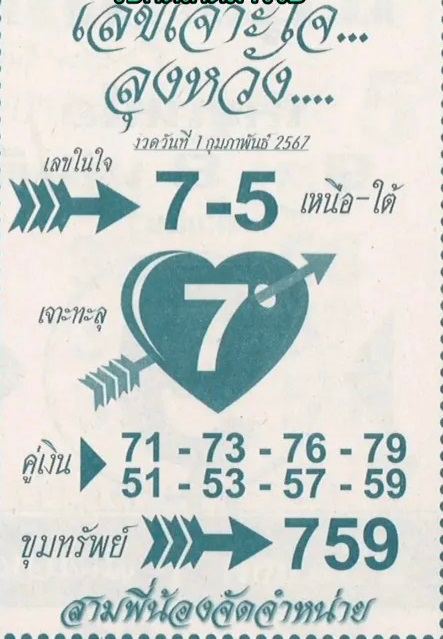 เลขเจาะใจ...
ลุงหวัง....
งวดวันที่ 1 กุมภาพันธ์ 2567
เลขในใจ
7-5 เหนือ-ใต้
เจาะทะลุ
7
คู่เงิน
71 - 73 - 76 - 79
51 - 53 - 57 - 59
ขุมทรัพย์ 759
สามพี่น้องจัดจำหน่าย